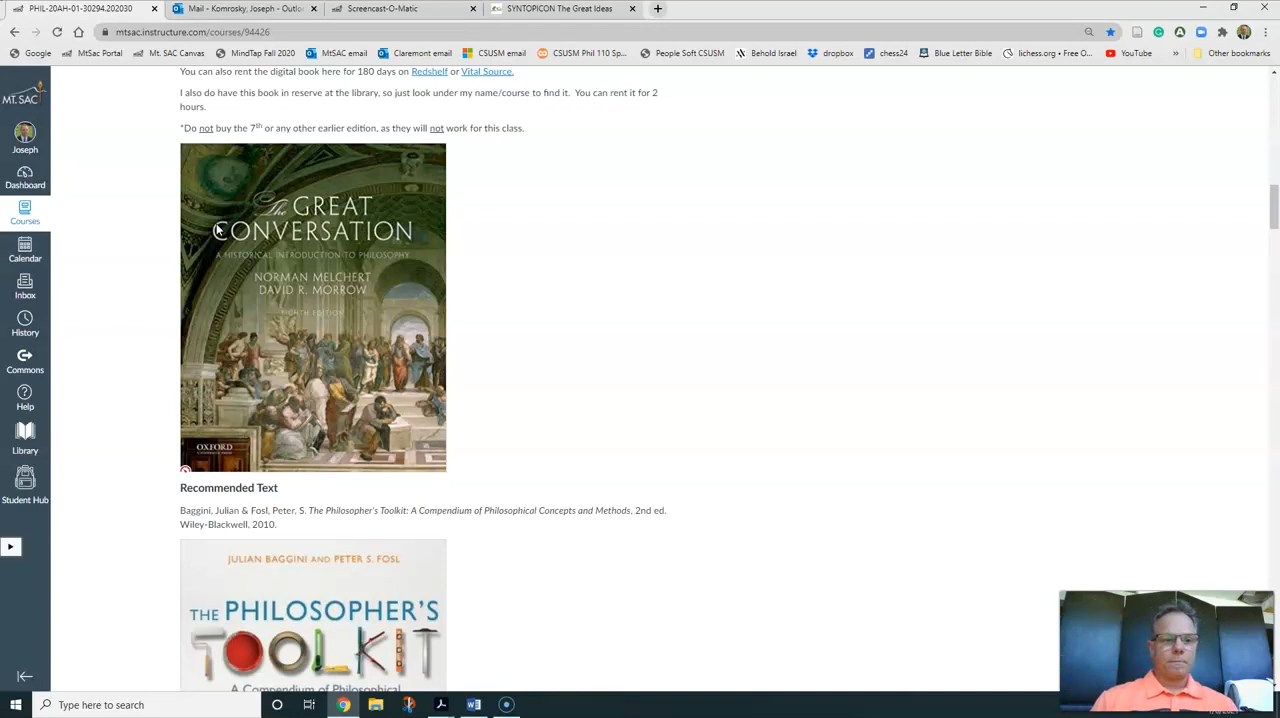 PHIL-20AH-01-30294.202030
Mail - Komrosky, Joseph - Outlo
Screencast-O-Matic
SYNTOPICON The Great Ideas
mtsac.instructure.com/courses/94426
Google
MtSac Portal
Mt. SAC Canvas
MindTap Fall 2020
MTSAC email
Claremont email
CSUSM email
CSUSM Phil 110 Sp...
People Soft CSUSM
Behold Israel
dropbox
chess24
Blue Letter Bible
lichess.org • Free O...
YouTube
»
Other bookmarks
MT. SAC
Joseph
Dashboard
Courses
Calendar
Inbox
History
Commons
Help
Library
Student Hub
You can also rent the digital book here for 180 days on Redshelf or Vital Source.
I also do have this book in reserve at the library, so just look under my name/course to find it.  You can rent it for 2
hours.
*Do not buy the 7th or any other earlier edition, as they will not work for this class.
The GREAT
CONVERSATION
A HISTORICAL INTRODUCTION TO PHILOSOPHY
NORMAN MELCHERT
DAVID R. MORROW
EIGHTH EDITION
OXFORD
Recommended Text
Baggini, Julian & Fosl, Peter, S. The Philosopher's Toolkit: A Compendium of Philosophical Concepts and Methods, 2nd ed.
Wiley-Blackwell, 2010.
JULIAN BAGGINI AND PETER S. FOSL
THE PHILOSOPHER'S
TOOLKIT
A Compendium of Philosophical
Type here to search